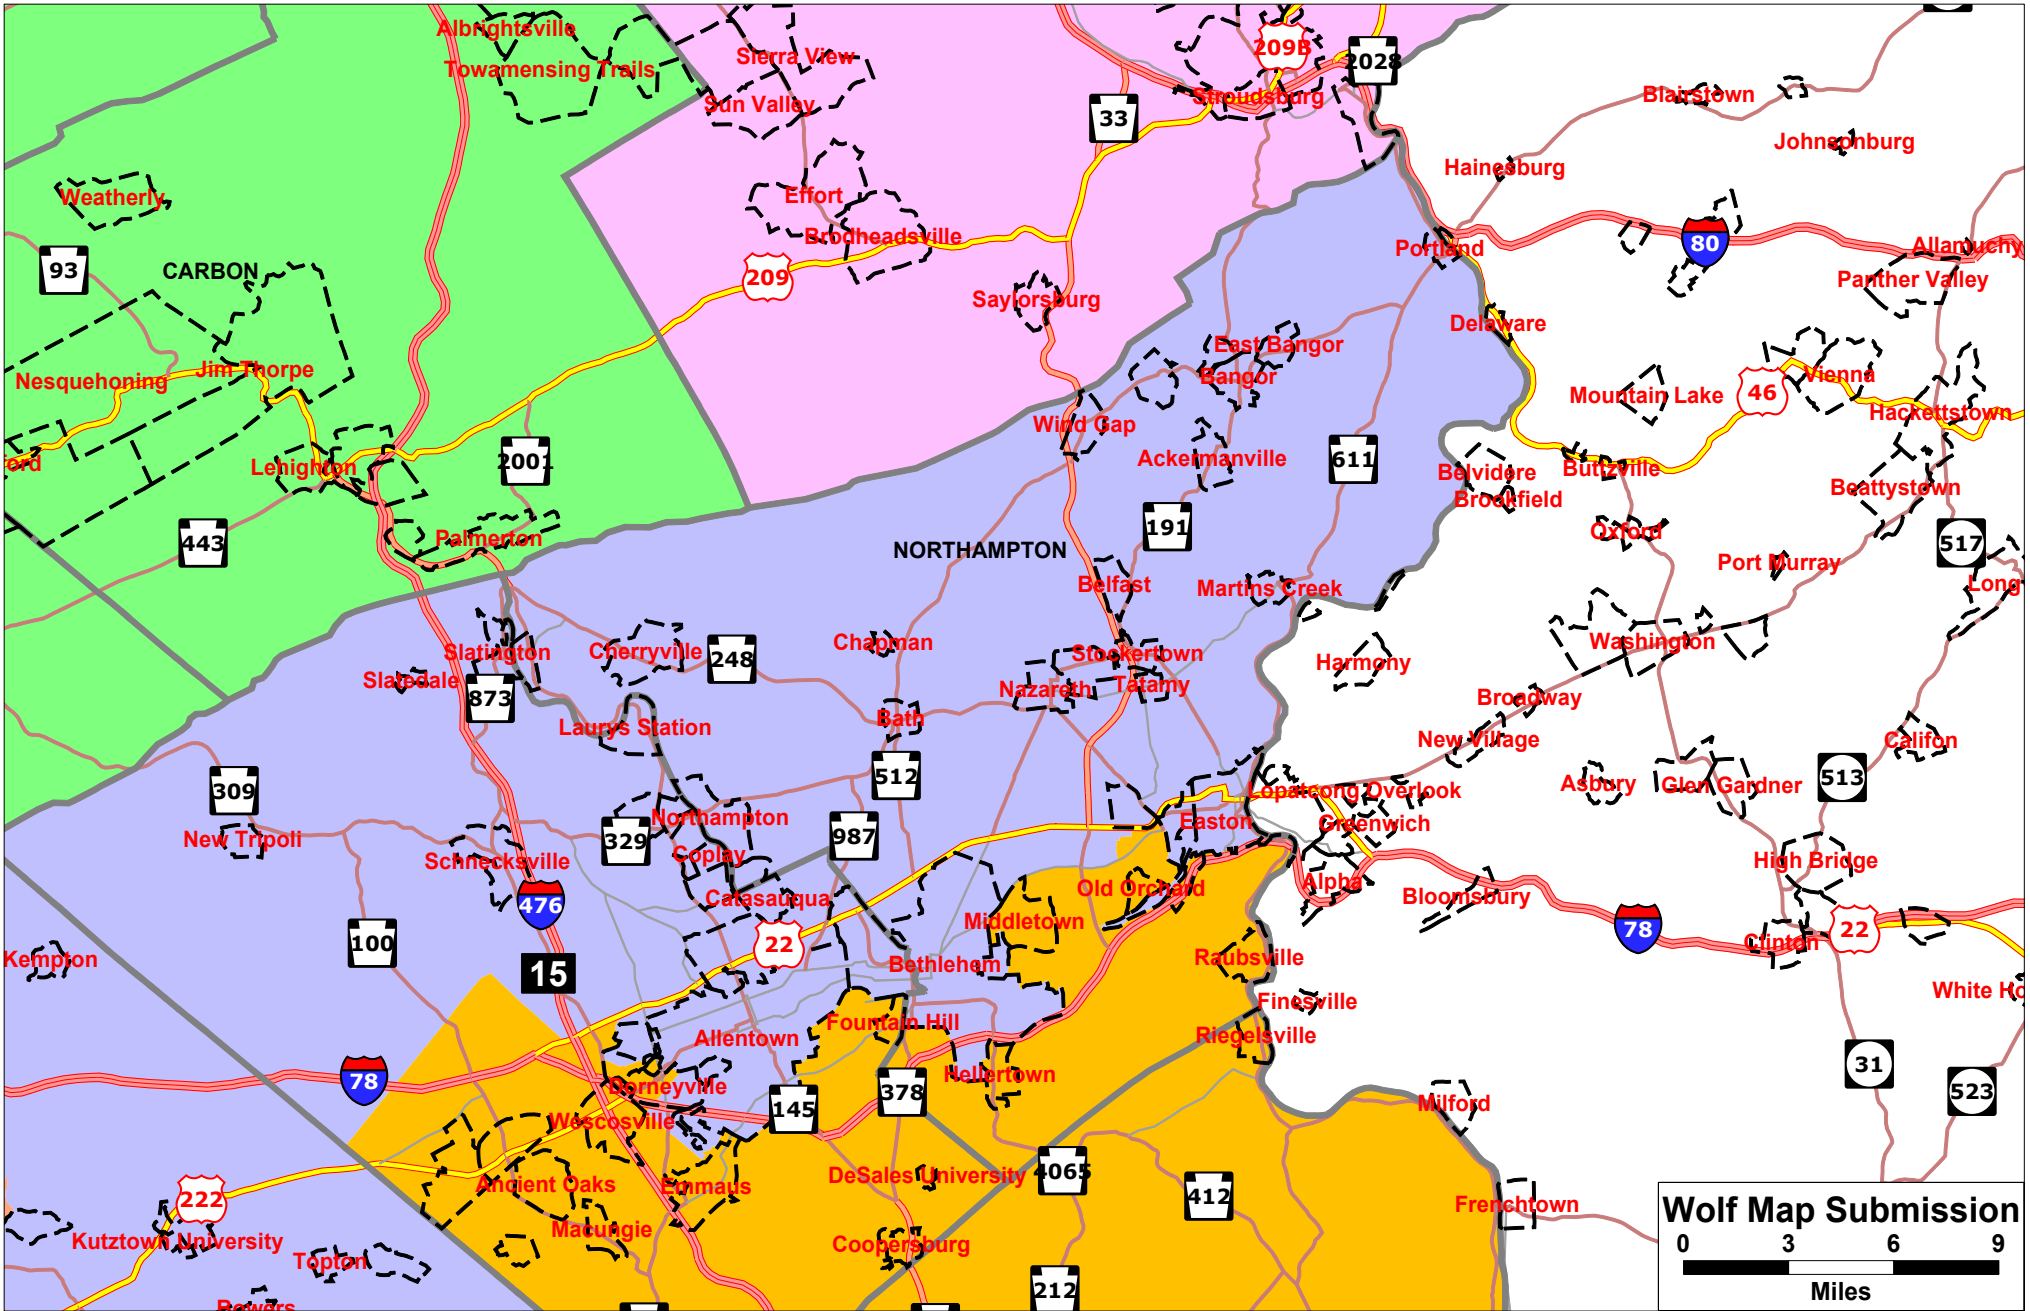 Albrightsville
Towamensing Trails
Sierra View
Sun Valley
209B
2028
Stroudsburg
33
Blairstown
Johnsonburg
Hainesburg
Weatherly
Effort
Brodheadsville
Portland
80
Allamuchy
Panther Valley
93
CARBON
209
Saylorsburg
Delaware
East Bangor
Bangor
Nesquehoning
Jim Thorpe
Mountain Lake
46
Vienna
Hackettstown
Wind Gap
ford
Lehighton
2001
Ackermanville
611
Belvidere
Brookfield
Buttzville
Beattystown
443
Palmerton
191
Oxford
517
NORTHAMPTON
Port Murray
Belfast
Martins Creek
Long
Slatington
Cherryville
248
Chapman
Stockertown
Harmony
Washington
Slatedale
873
Nazareth
Tatamy
Broadway
Laurys Station
Bath
New Village
Califon
309
512
Lopatcong Overlook
Asbury
Glen Gardner
513
New Tripoli
329
Northampton
987
Easton
Greenwich
Schnecksville
Coplay
High Bridge
476
Catasauqua
Old Orchard
Alpha
Bloomsbury
100
22
Middletown
78
Clinton
22
Kempton
15
Bethlehem
Raubsville
White Ho
Finesville
Fountain Hill
Allentown
Riegelsville
78
Dorneyville
Hellertown
31
145
378
523
Wescosville
Milford
Ancient Oaks
Emmaus
DeSales University
4065
412
222
Frenchtown
Macungie
Kutztown University
Topton
Coopersburg
212
Bowers
Wolf Map Submission
0 3 6 9
Miles